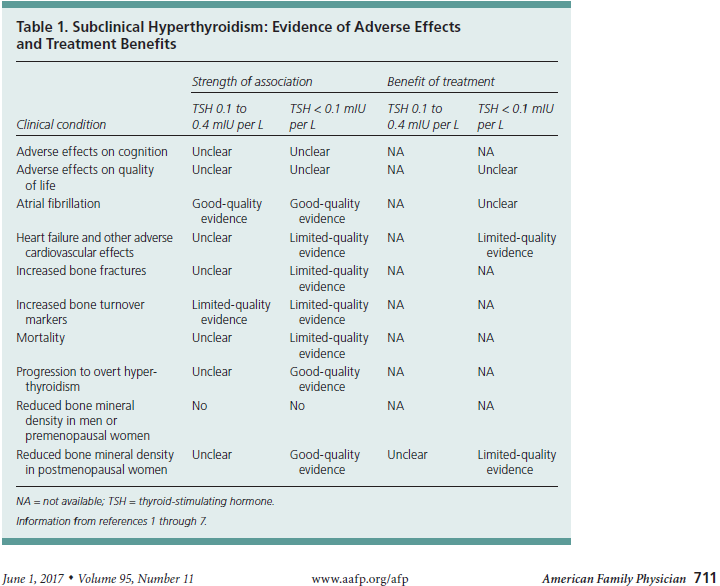 Table 1. Subclinical Hyperthyroidism: Evidence of Adverse Effects
and Treatment Benefits
Strength of association Benefit of treatment
TSH 0.1 to TSH < 0.1 mIU TSH 0.1 to TSH < 0.1 mIU
Clinical condition 0.4 mIU per L per L 0.4 mIU per L per L
Adverse effects on cognition Unclear Unclear NA NA
Adverse effects on quality Unclear Unclear NA Unclear
of life
Atrial fibrillation Good-quality Good-quality NA Unclear
evidence evidence
Heart failure and other adverse Unclear Limited-quality NA Limited-quality
cardiovascular effects evidence evidence
Increased bone fractures Unclear Limited-quality NA NA
evidence
Increased bone turnover Limited-quality Limited-quality NA NA
markers evidence evidence
Mortality Unclear Limited-quality NA NA
evidence
Progression to overt hyper- Unclear Good-quality NA NA
thyroidism evidence
Reduced bone mineral No No NA NA
density in men or
premenopausal women
Reduced bone mineral density Unclear Good-quality Unclear Limited-quality
in postmenopausal women evidence evidence
NA = not available; TSH = thyroid-stimulating hormone.
Information from references 1 through 7.
June 1, 2017 ◆ Volume 95, Number 11 www.aafp.org/afp American Family Physician 711